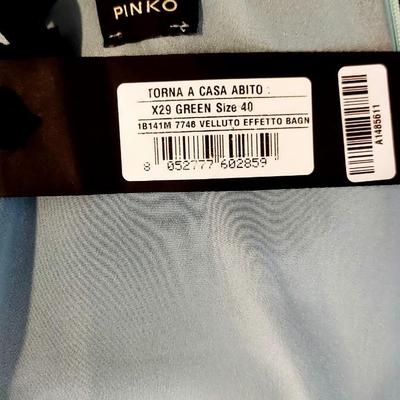 PINKO
TORNA A CASA ABITO :
X29 GREEN Size 40
1B141M 7746 VELLUTO EFFETTO BAGN
8 052777 602859
A1485611